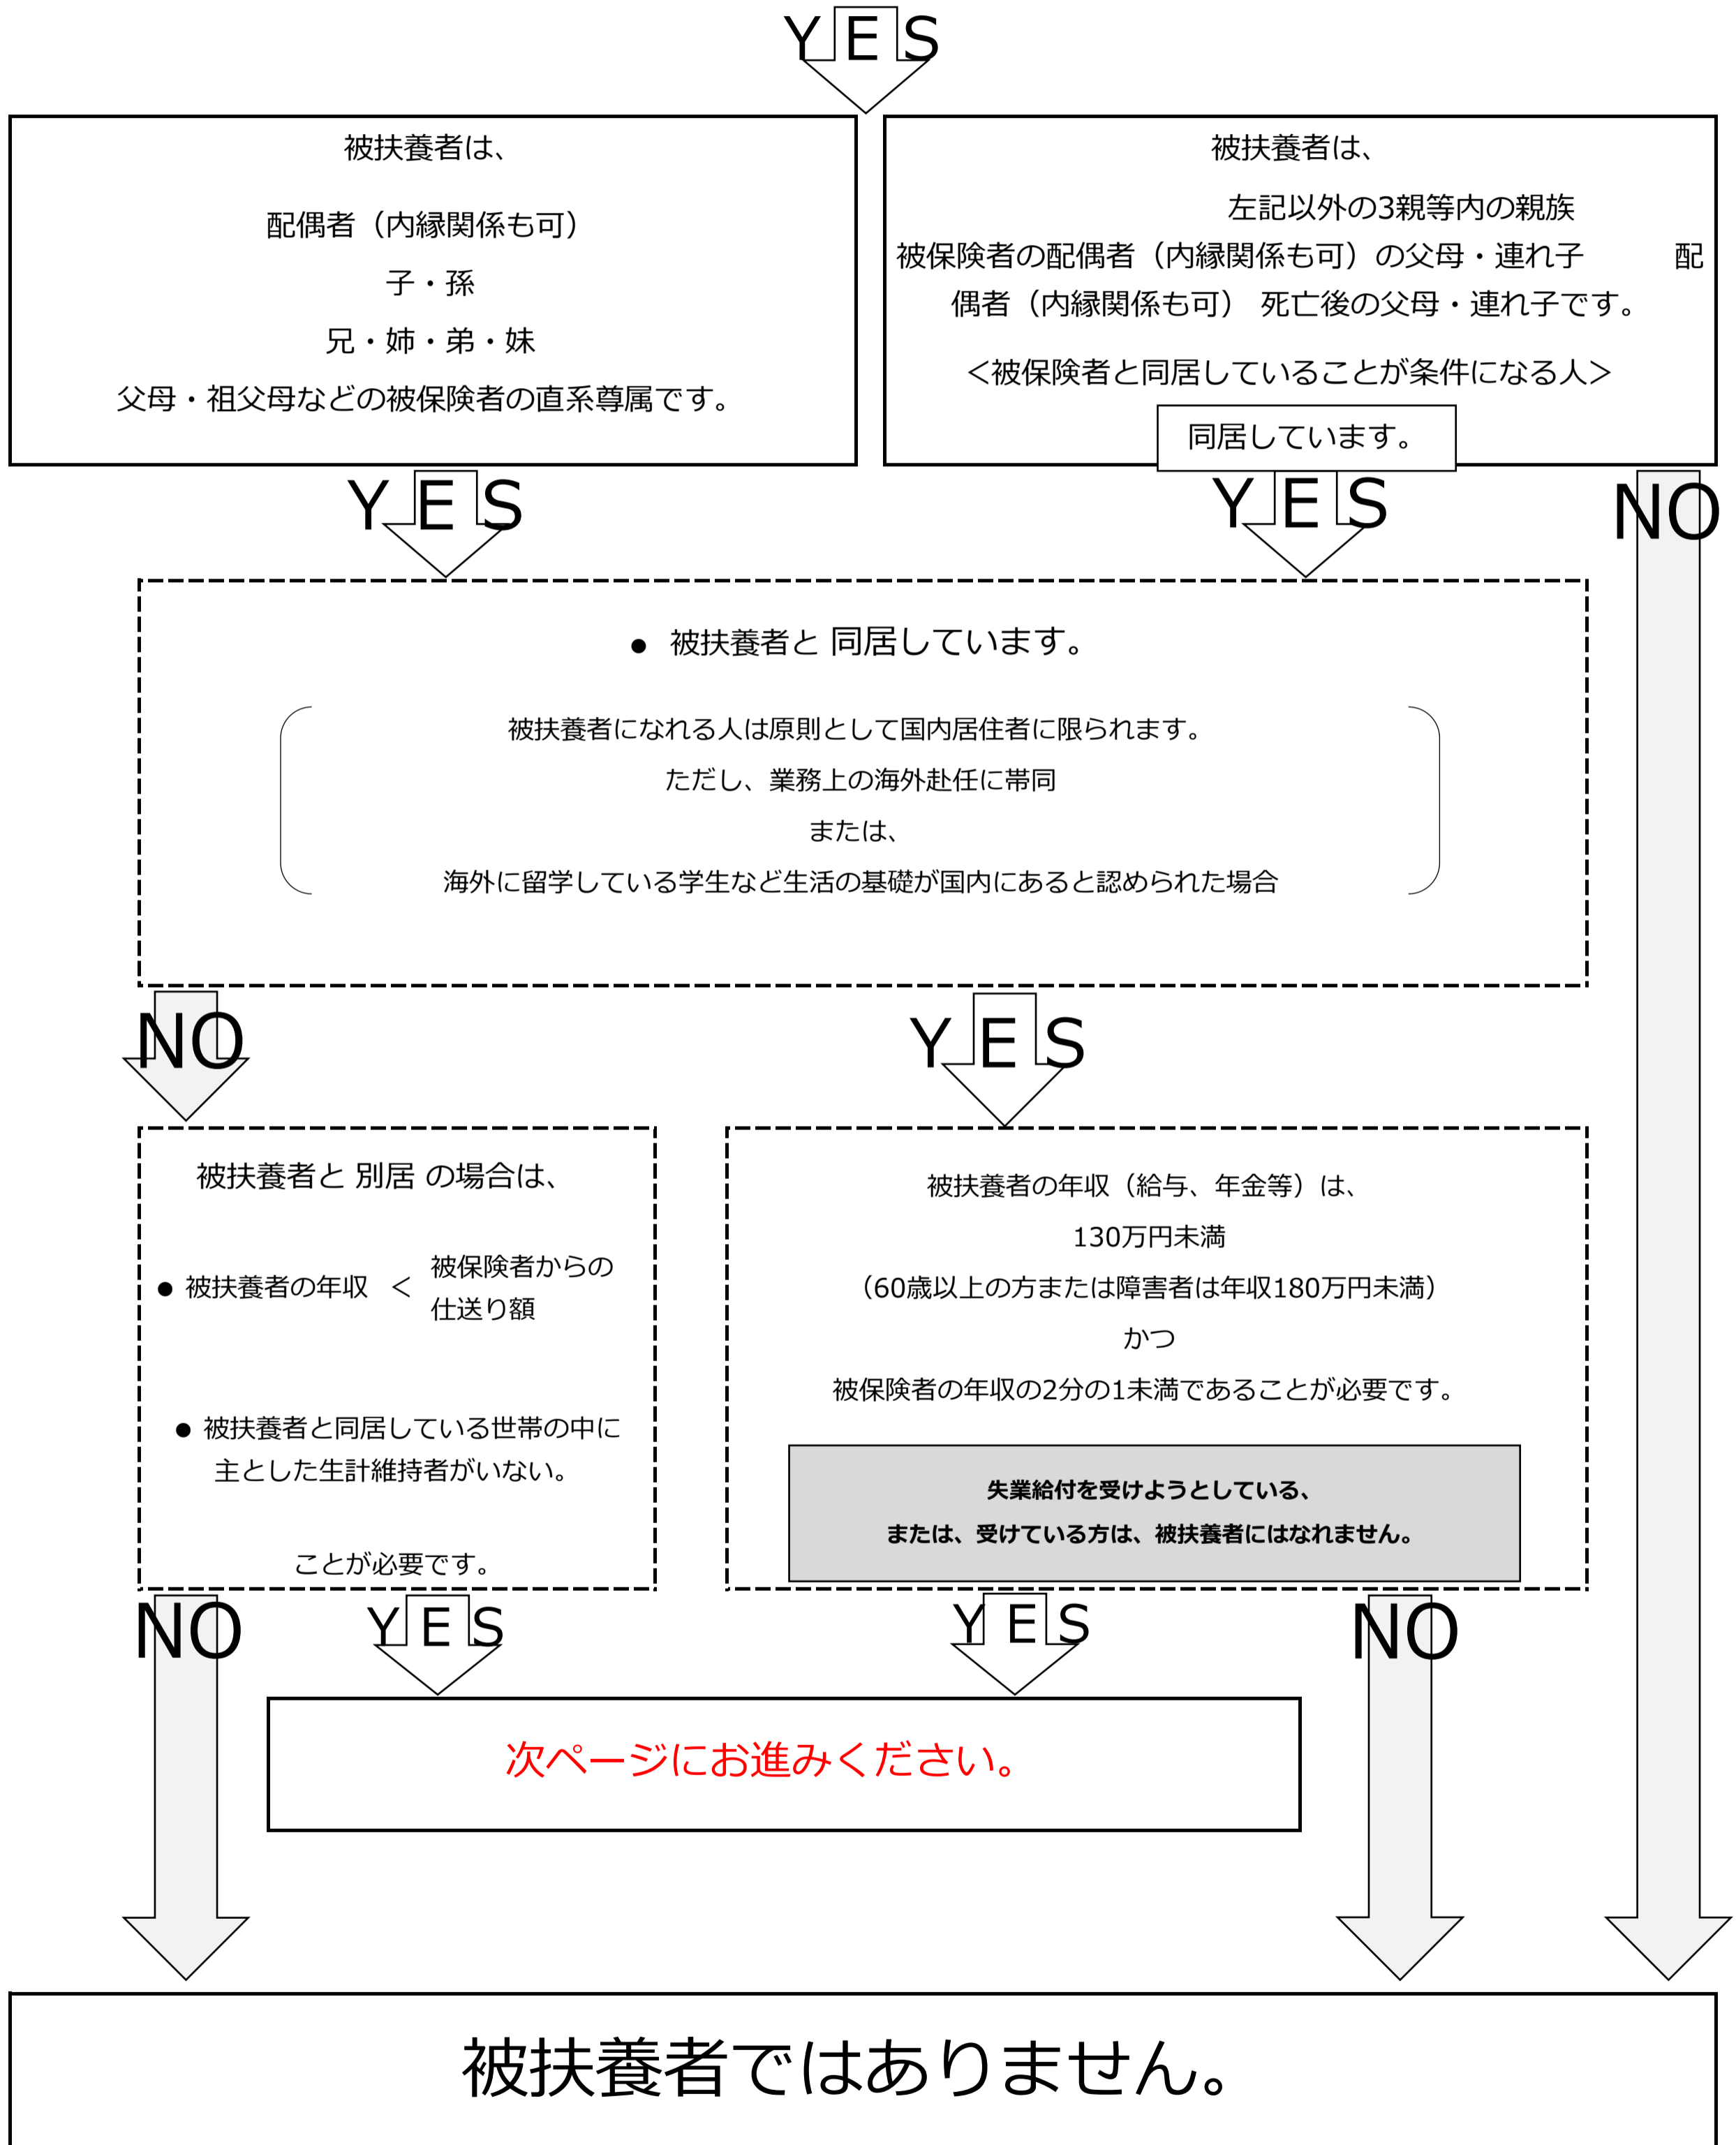 YES
被扶養者は、
配偶者（内縁関係も可）
子・孫
兄・姉・弟・妹
父母・祖父母などの被保険者の直系尊属です。
被扶養者は、
左記以外の3親等内の親族
被保険者の配偶者（内縁関係も可）の父母・連れ子 配
偶者（内縁関係も可） 死亡後の父母・連れ子です。
＜被保険者と同居していることが条件になる人＞
同居しています。
YES
YES
NO
● 被扶養者と 同居しています。
被扶養者になれる人は原則として国内居住者に限られます。
ただし、業務上の海外赴任に帯同
または、
海外に留学している学生など生活の基礎が国内にあると認められた場合
NO
YES
被扶養者と 別居 の場合は、
● 被扶養者の年収 ＜ 被保険者からの
仕送り額
● 被扶養者と同居している世帯の中に
主とした生計維持者がいない。
ことが必要です。
被扶養者の年収（給与、年金等）は、
130万円未満
（60歳以上の方または障害者は年収180万円未満）
かつ
被保険者の年収の2分の1未満であることが必要です。
失業給付を受けようとしている、
または、受けている方は、被扶養者にはなれません。
NO
YES
YES
NO
次ページにお進みください。
被扶養者ではありません。